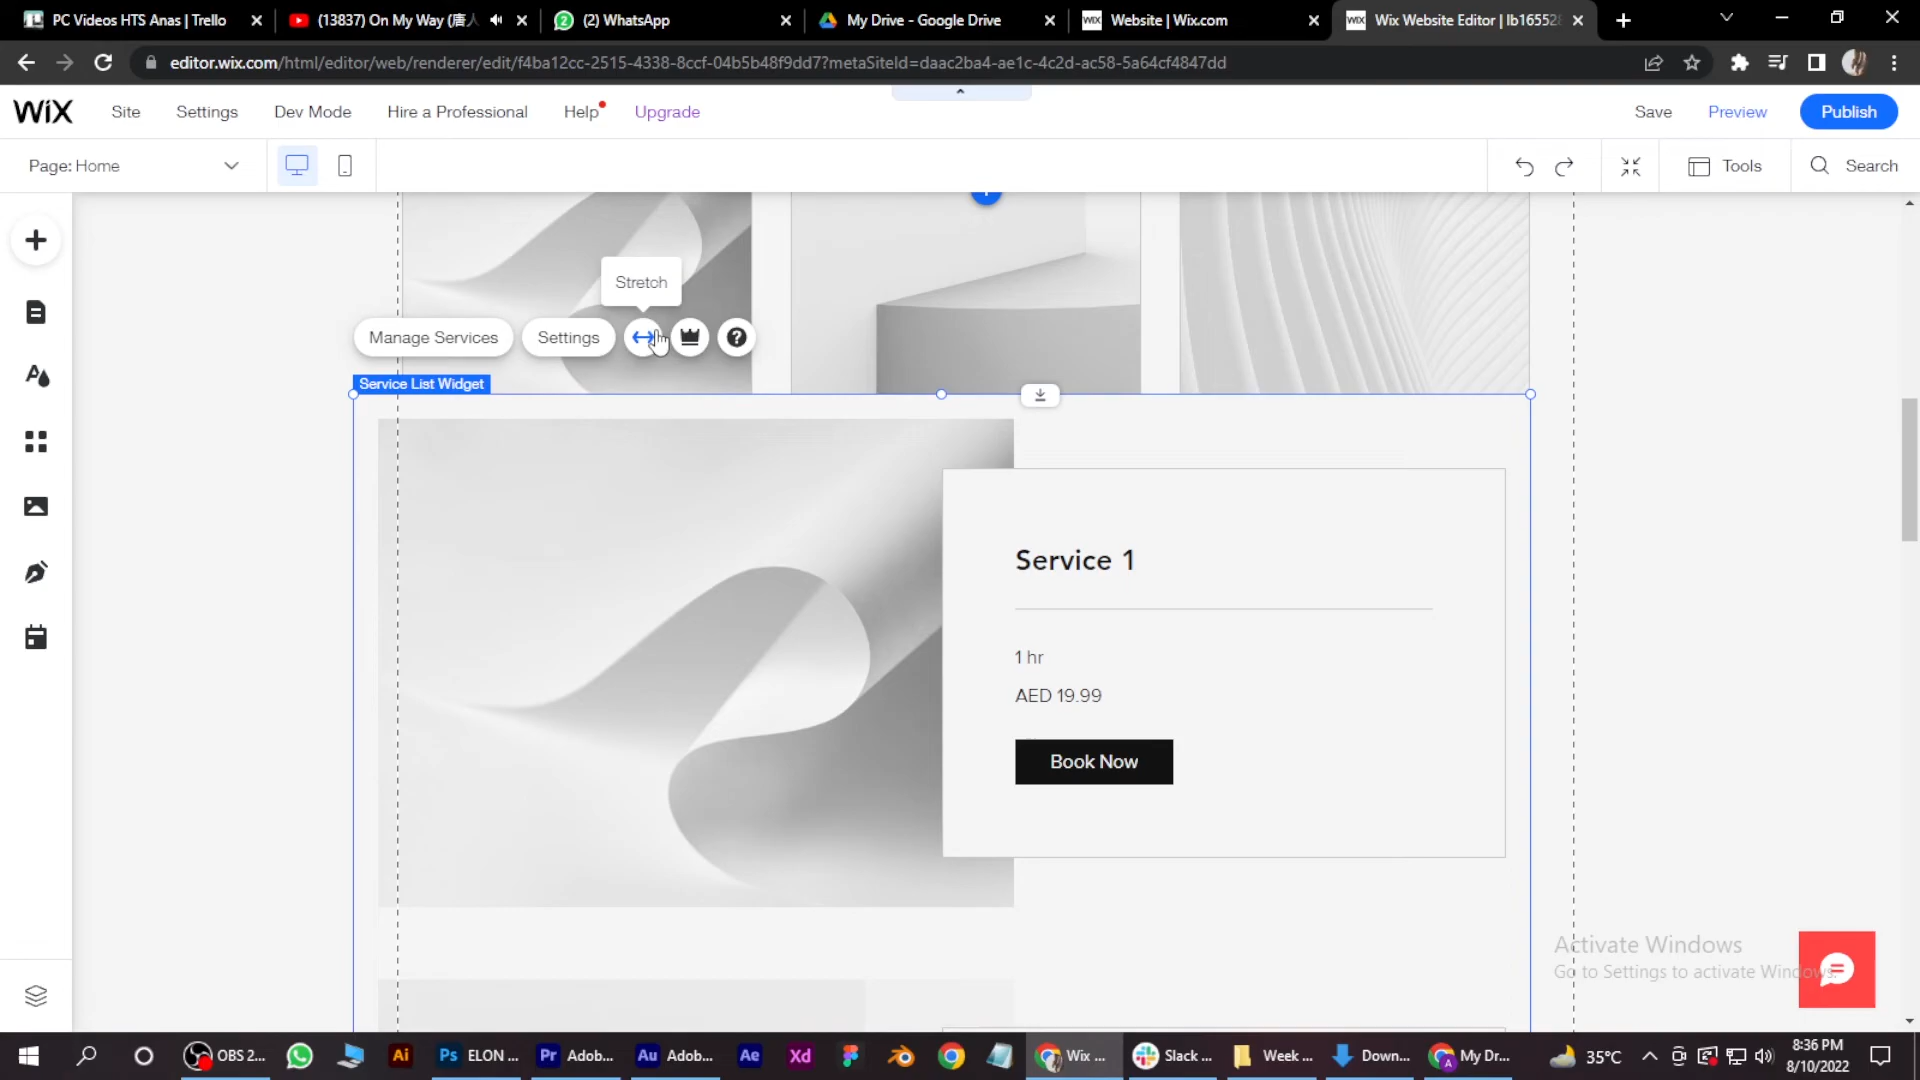 PC Videos HTS Anas | Trello
(13837) On My Way (唐人
(2) WhatsApp
My Drive - Google Drive
WIX
Website | Wix.com
WIX
Wix Website Editor | lb16552
editor.wix.com/html/editor/web/renderer/edit/f4ba12cc-2515-4338-8ccf-04b5b48f9dd7?metaSiteId=daac2ba4-ae1c-4c2d-ac58-5a64cf4847dd
WiX
Site
Settings
Dev Mode
Hire a Professional
Help
Upgrade
Save
Preview
Publish
Page: Home
Tools
Search
Stretch
Manage Services
Settings
?
Service List Widget
Service 1
1 hr
AED 19.99
Book Now
Activate Windows
Go to Settings to activate Windows.
OBS 2...
Ai
Ps
ELON ...
Pr
Adob...
Au
Adob...
Ae
Xd
Wix ...
Slack ...
Week ...
Down...
My Dr...
35°C
8:36 PM
8/10/2022